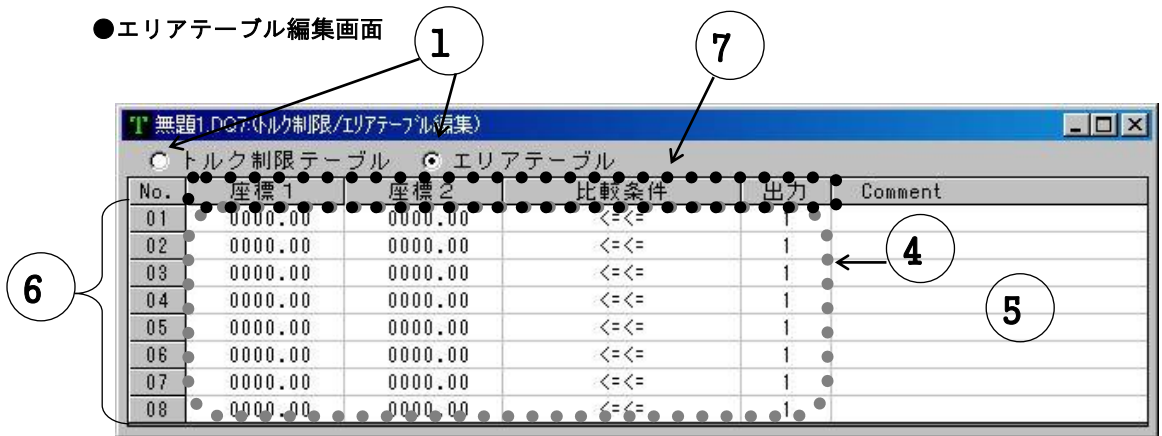 ●エリアテーブル編集画面
1
7
T 無題1.DQ7:(トルク制限/エリアテーブル編集)
トルク制限テーブル エリアテーブル
No. 座標1 座標2 比較条件 出力 Comment
01 0000.00 0000.00 <=<= 1
02 0000.00 0000.00 <=<= 1
03 0000.00 0000.00 <=<= 1
04 0000.00 0000.00 <=<= 1
05 0000.00 0000.00 <=<= 1
06 0000.00 0000.00 <=<= 1
07 0000.00 0000.00 <=<= 1
08 0000.00 0000.00 <=<= 1
4
5
6